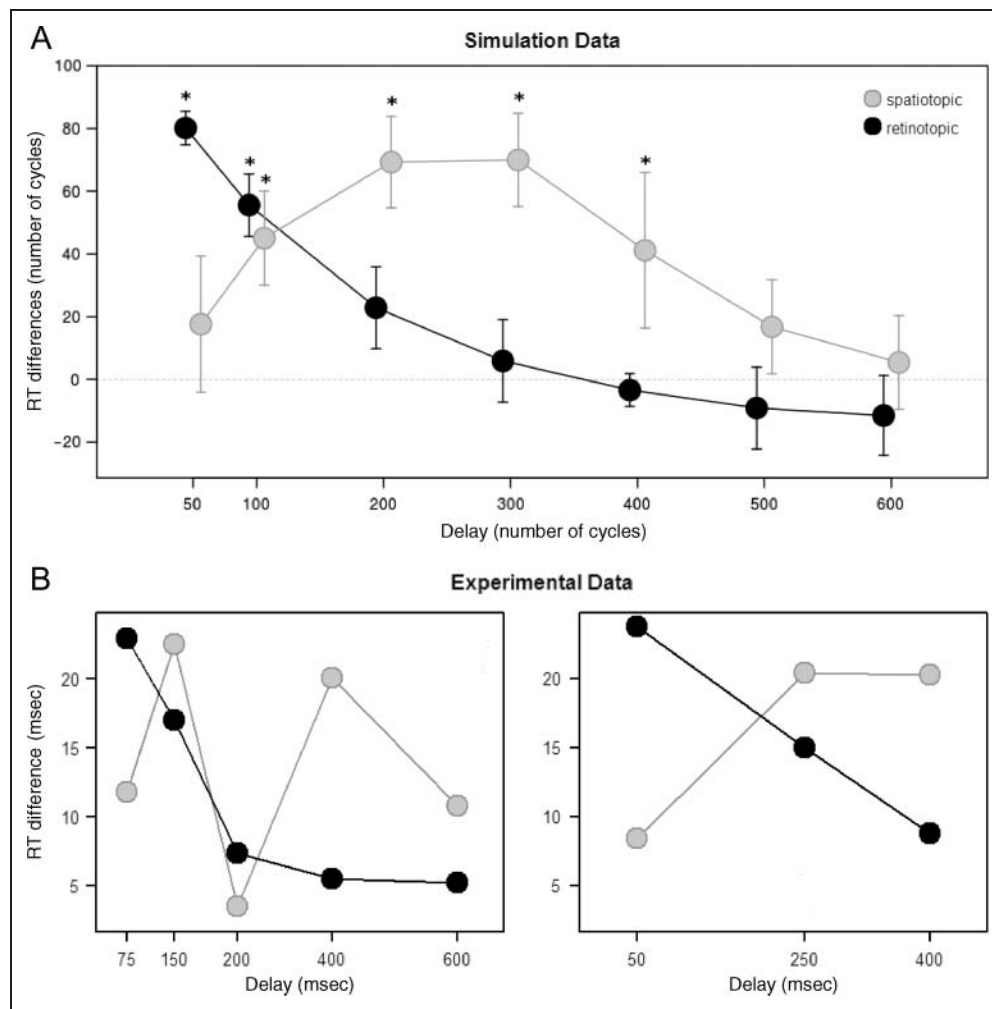 A
Simulation Data
RT differences (number of cycles)
100
80
60
40
20
0
−20
* * * * * *
spatiotopic
retinotopic
50 100 200 300 400 500 600
Delay (number of cycles)
B
Experimental Data
RT difference (msec)
20
15
10
5
75 150 200 400 600
Delay (msec)
20
15
10
5
50 250 400
Delay (msec)